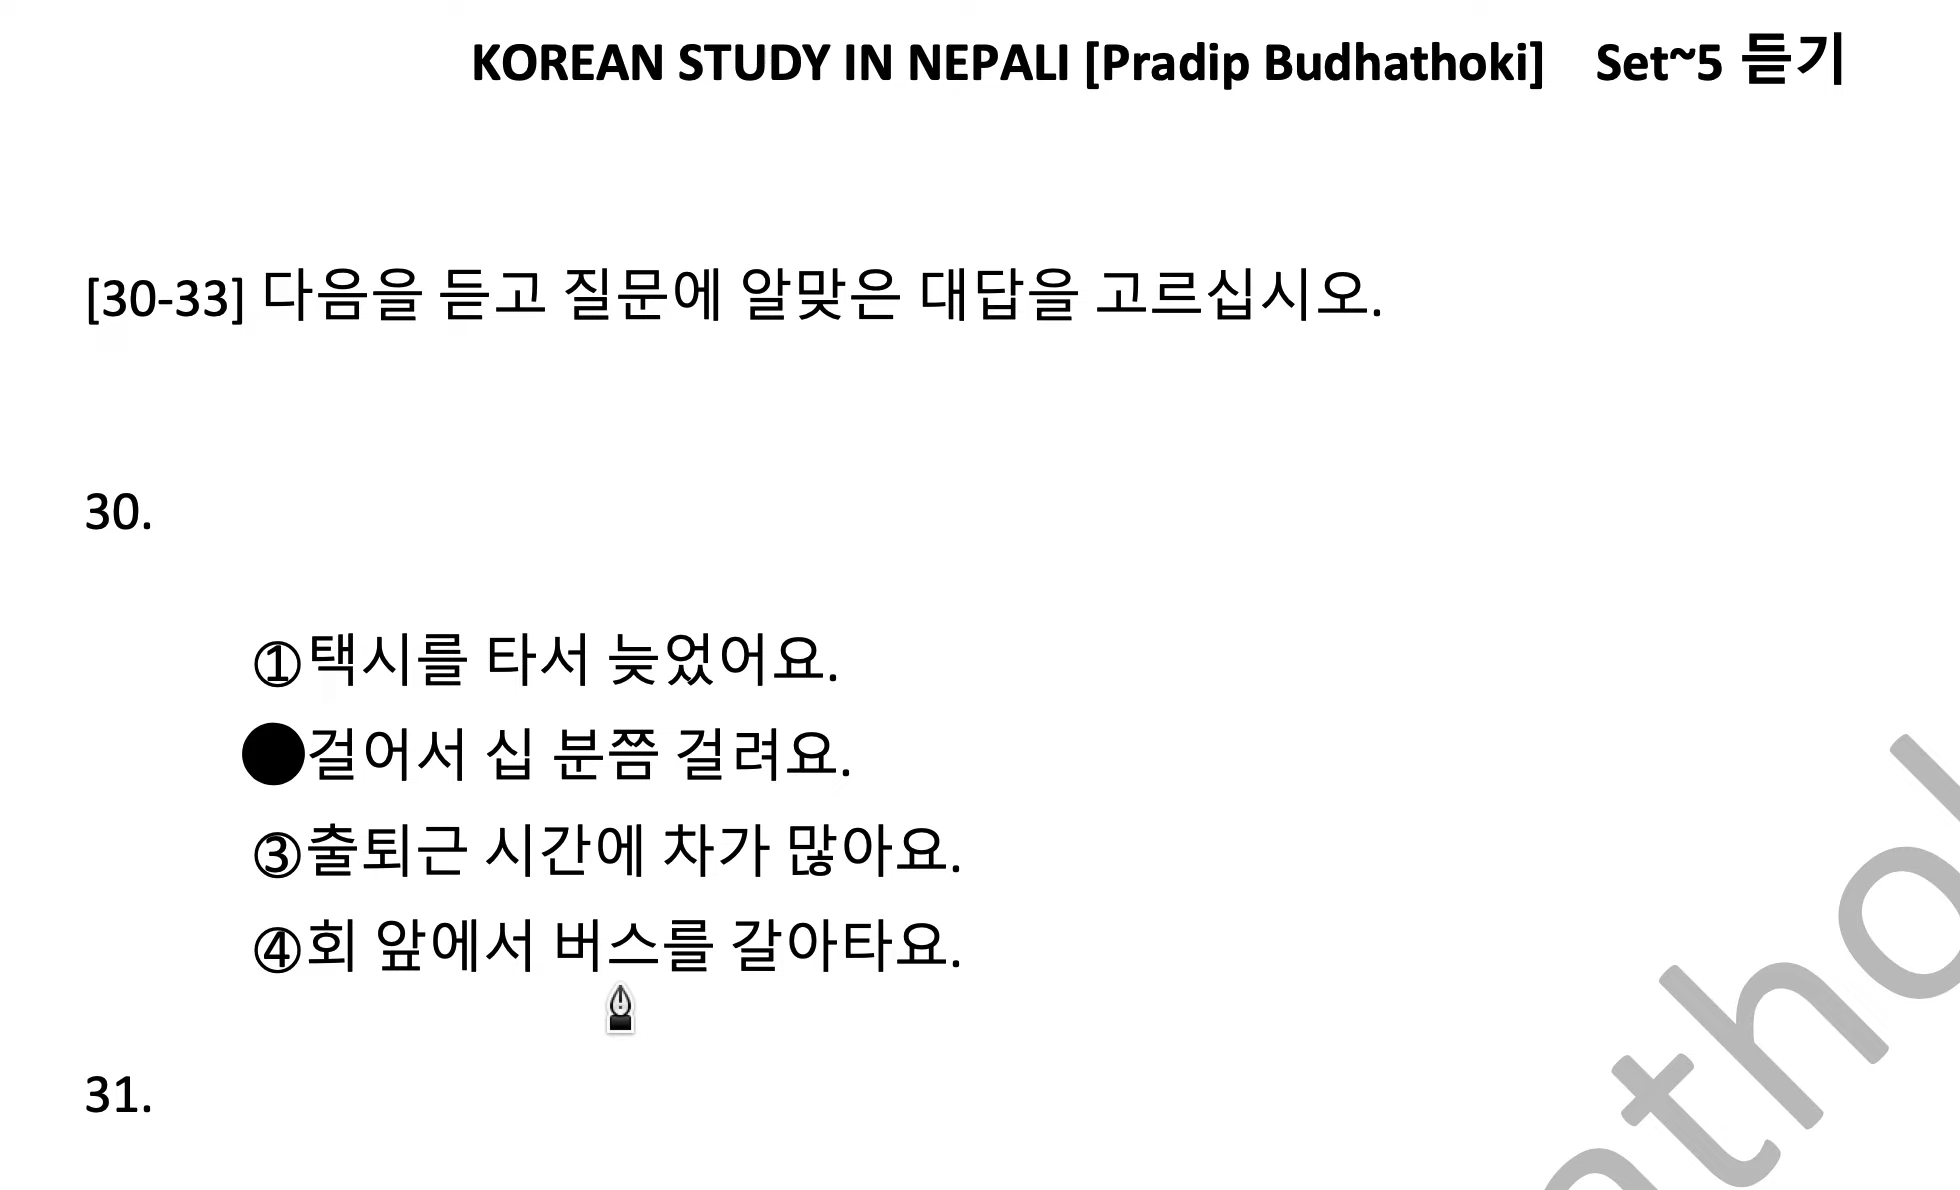 KOREAN STUDY IN NEPALI [Pradip Budhathoki] Set~5 듣기
[30-33] 다음을 듣고 질문에 알맞은 대답을 고르십시오.
30.
①택시를 타서 늦었어요.
걸어서 십 분쯤 걸려요.
③출퇴근 시간에 차가 많아요.
④회 앞에서 버스를 갈아타요.
31.